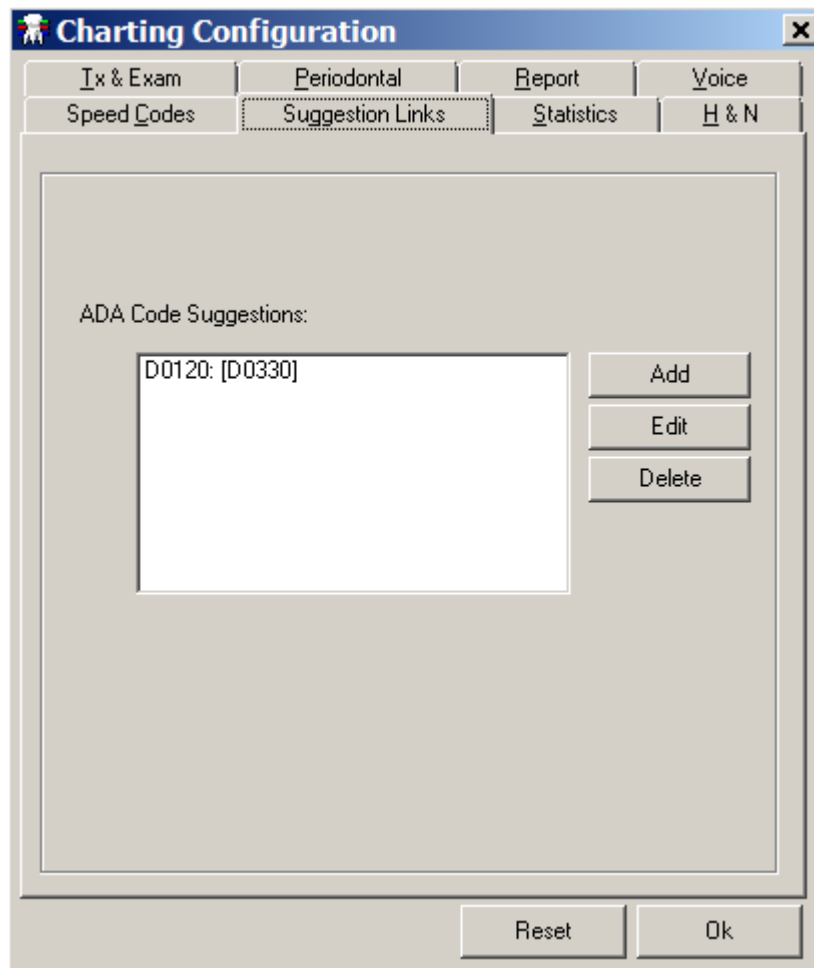 Charting Configuration
Tx & Exam Periodontal Report Voice
Speed Codes Suggestion Links Statistics H & N
ADA Code Suggestions:
D0120: [D0330]
Add
Edit
Delete
Reset Ok